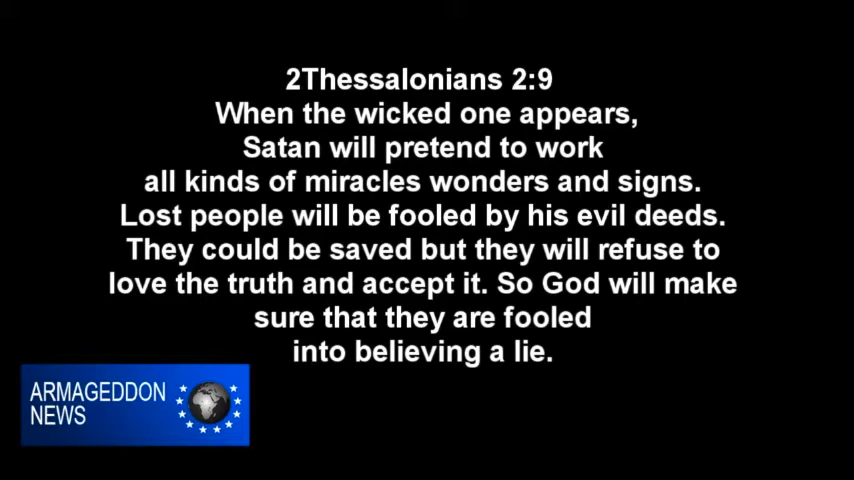 2Thessalonians 2:9
When the wicked one appears,
Satan will pretend to work
all kinds of miracles wonders and signs.
Lost people will be fooled by his evil deeds.
They could be saved but they will refuse to
love the truth and accept it. So God will make
sure that they are fooled
into believing a lie.
ARMAGEDDON
NEWS